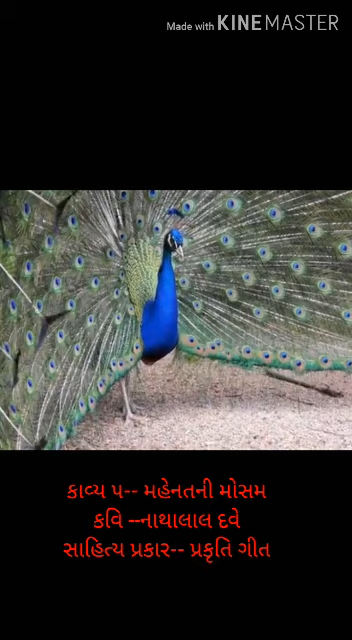 Made with KINEMASTER
કાવ્ય ૫-- મહેનતની મોસમ
કવિ --નાથાલાલ દવે
સાહિત્ય પ્રકાર-- પ્રકૃતિ ગીત